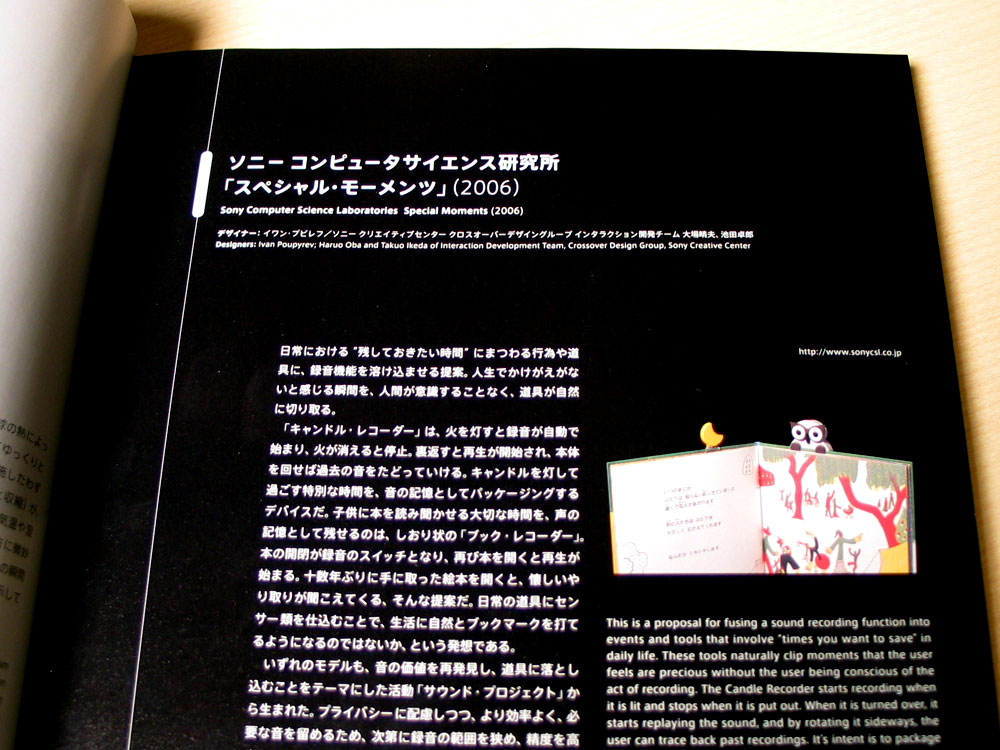 ソニー コンピュータサイエンス研究所
「スペシャル・モーメンツ」(2006)
Sony Computer Science Laboratories Special Moments (2006)
デザイナー: イワン・プピレフ/ソニー クリエイティブセンター クロスオーバーデザイングループ インタラクション開発チーム 大場晴夫、池田卓郎
Designers: Ivan Poupyrev; Haruo Oba and Takuo Ikeda of Interaction Development Team, Crossover Design Group, Sony Creative Center
日常における“残しておきたい時間”にまつわる行為や道
具に、録音機能を溶け込ませる提案。人生でかけがえがな
いと感じる瞬間を、人間が意識することなく、道具が自然
に切り取る。
「キャンドル・レコーダー」は、火を灯すと録音が自動で
始まり、火が消えると停止。裏返すと再生が開始され、本体
を回せば過去の音をたどっていける。キャンドルを灯して
過ごす特別な時間を、音の記憶としてパッケージングする
デバイスだ。子供に本を読み聞かせる大切な時間を、声の
記憶として残せるのは、しおり状の「ブック・レコーダー」。
本の開閉が録音のスイッチとなり、再び本を開くと再生が
始まる。十数年ぶりに手に取った絵本を開くと、懐しいや
り取りが聞こえてくる、そんな提案だ。日常の道具にセン
サー類を仕込むことで、生活に自然とブックマークを打て
るようになるのではないか、という発想である。
いずれのモデルも、音の価値を再発見し、道具に落とし
込むことをテーマにした活動「サウンド・プロジェクト」か
ら生まれた。プライバシーに配慮しつつ、より効率よく、必
要な音を留めるため、次第に録音の範囲を狭め、精度を高
http://www.sonycsl.co.jp
This is a proposal for fusing a sound recording function into
events and tools that involve "times you want to save" in
daily life. These tools naturally clip moments that the user
feels are precious without the user being conscious of the
act of recording. The Candle Recorder starts recording when
it is lit and stops when it is put out. When it is turned over, it
starts replaying the sound, and by rotating it sideways, the
user can trace back past recordings. It's intent is to package